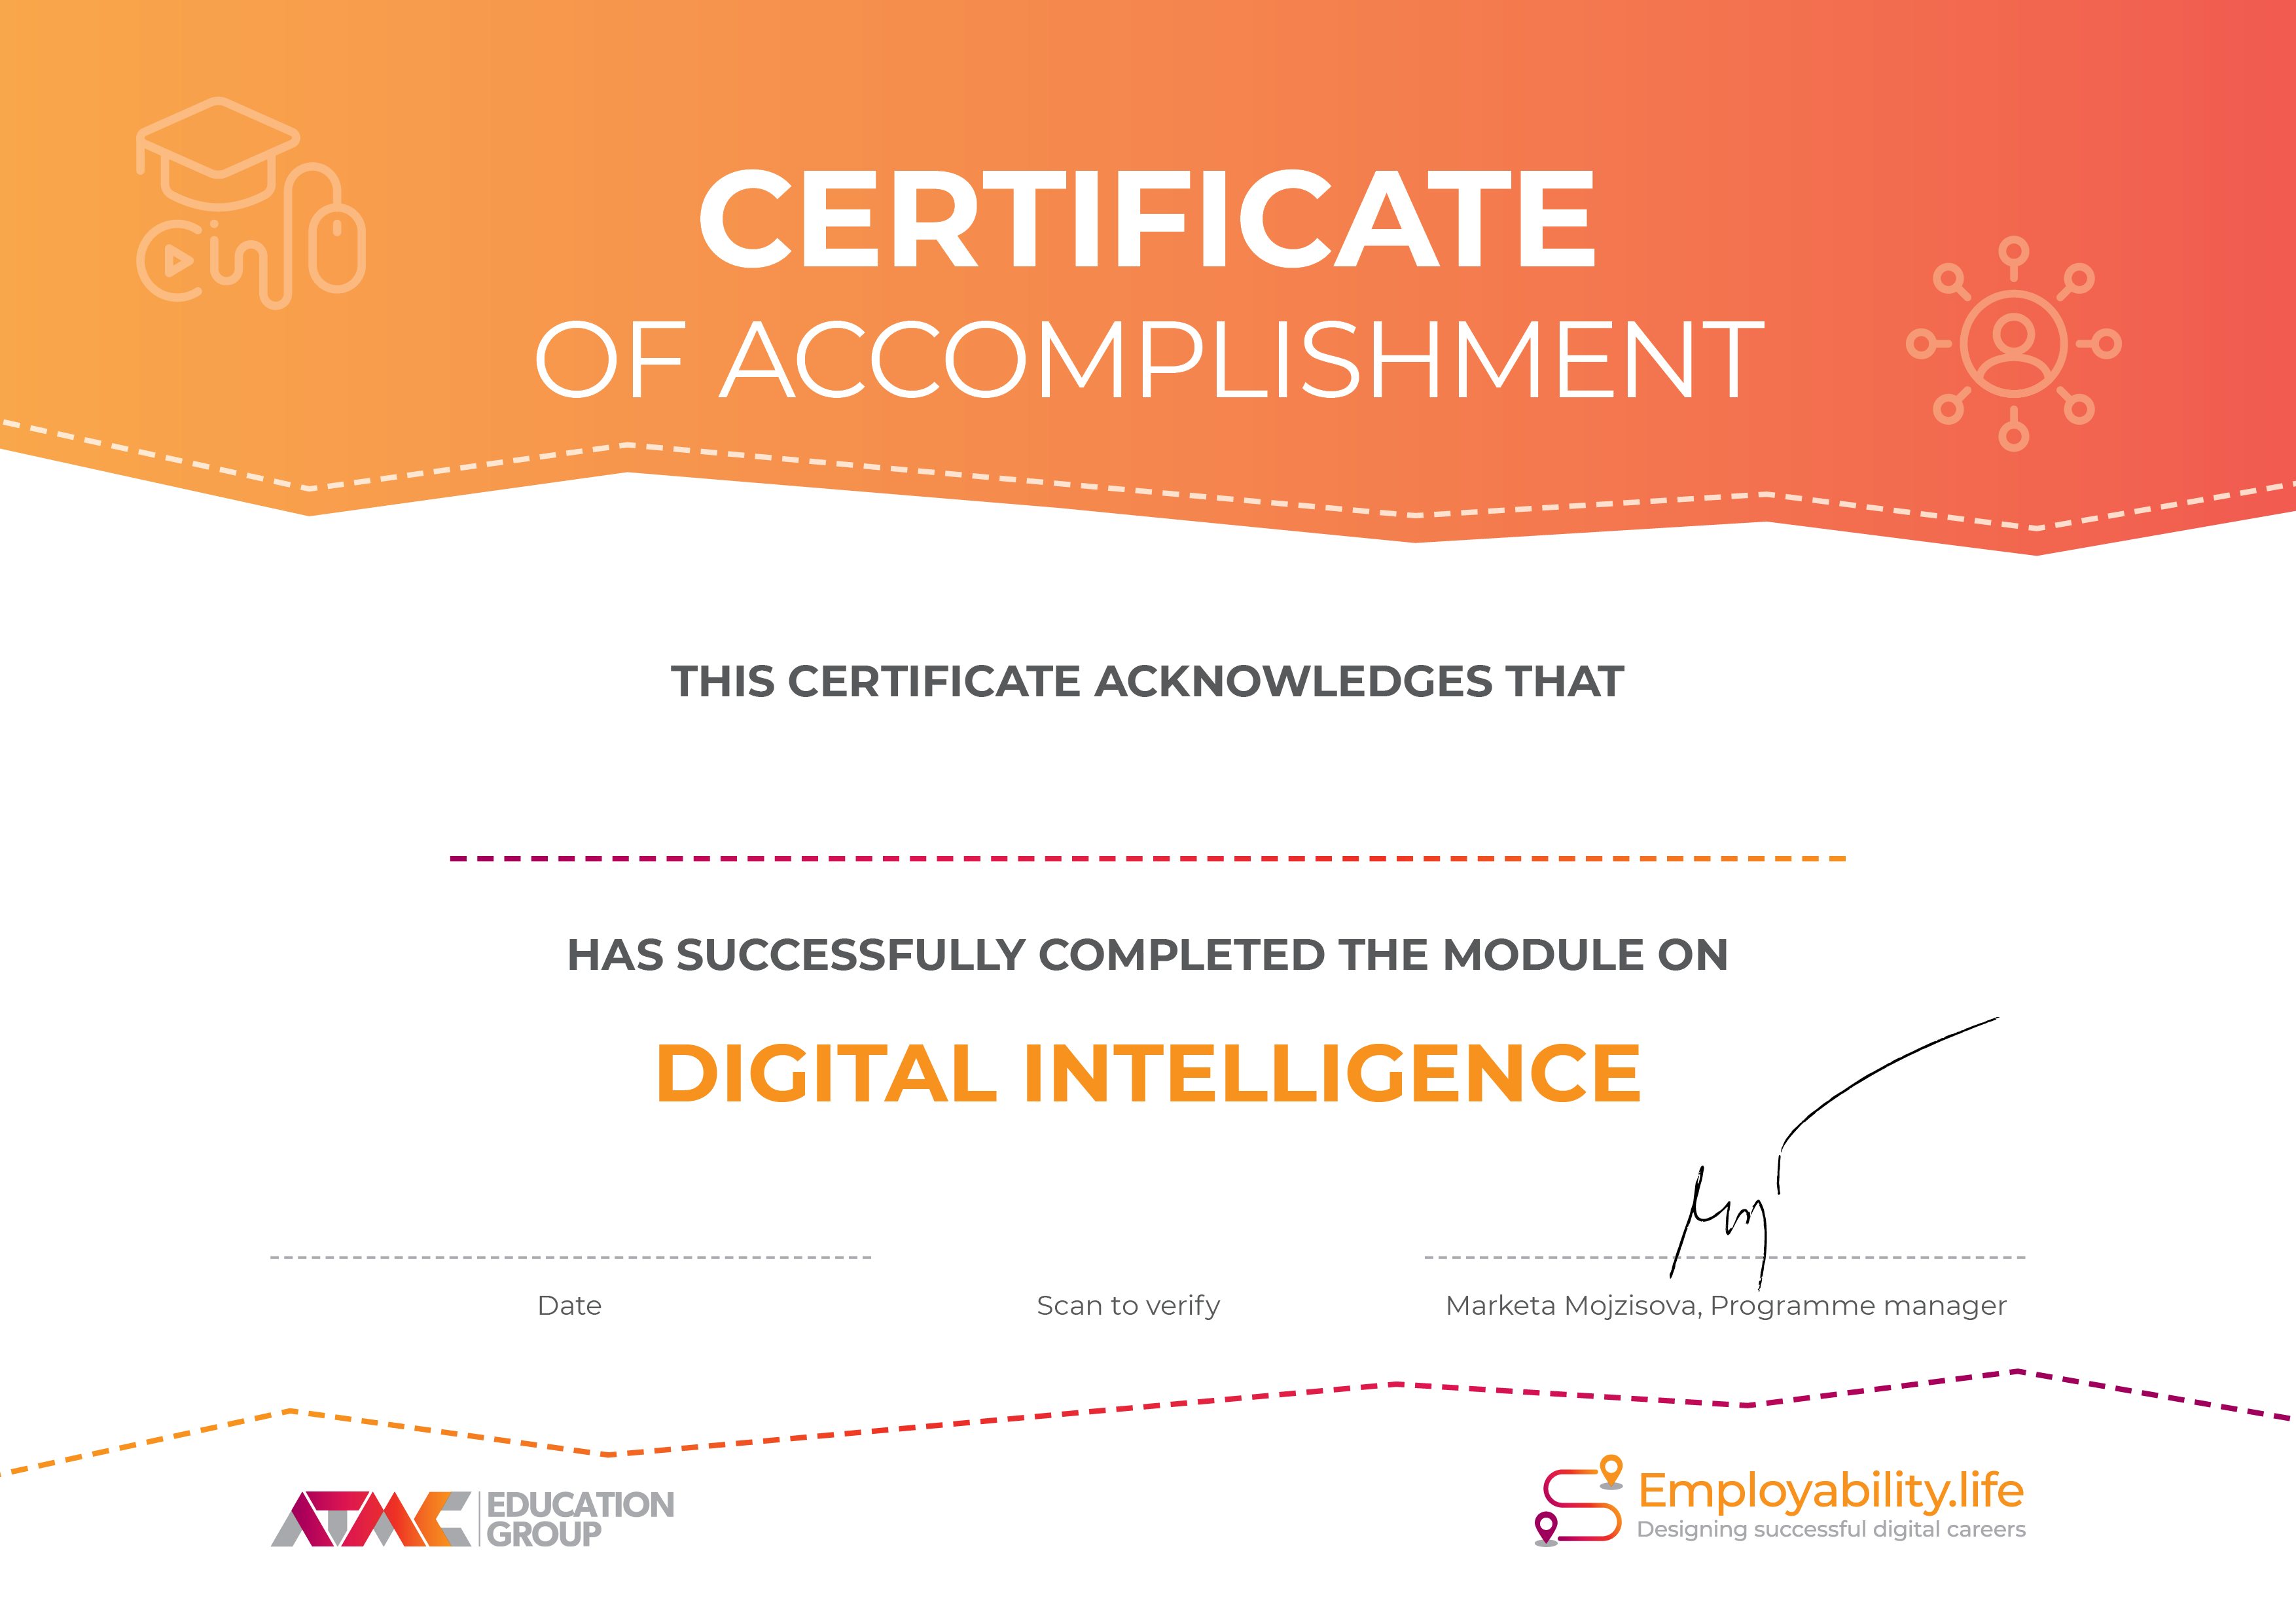 CERTIFICATE
OF ACCOMPLISHMENT
THIS CERTIFICATE ACKNOWLEDGES THAT
HAS SUCCESSFULLY COMPLETED THE MODULE ON
DIGITAL INTELLIGENCE
Date
Scan to verify
Marketa Mojzisova, Programme manager
ATMC
EDUCATION
GROUP
Employability.life
Designing successful digital careers